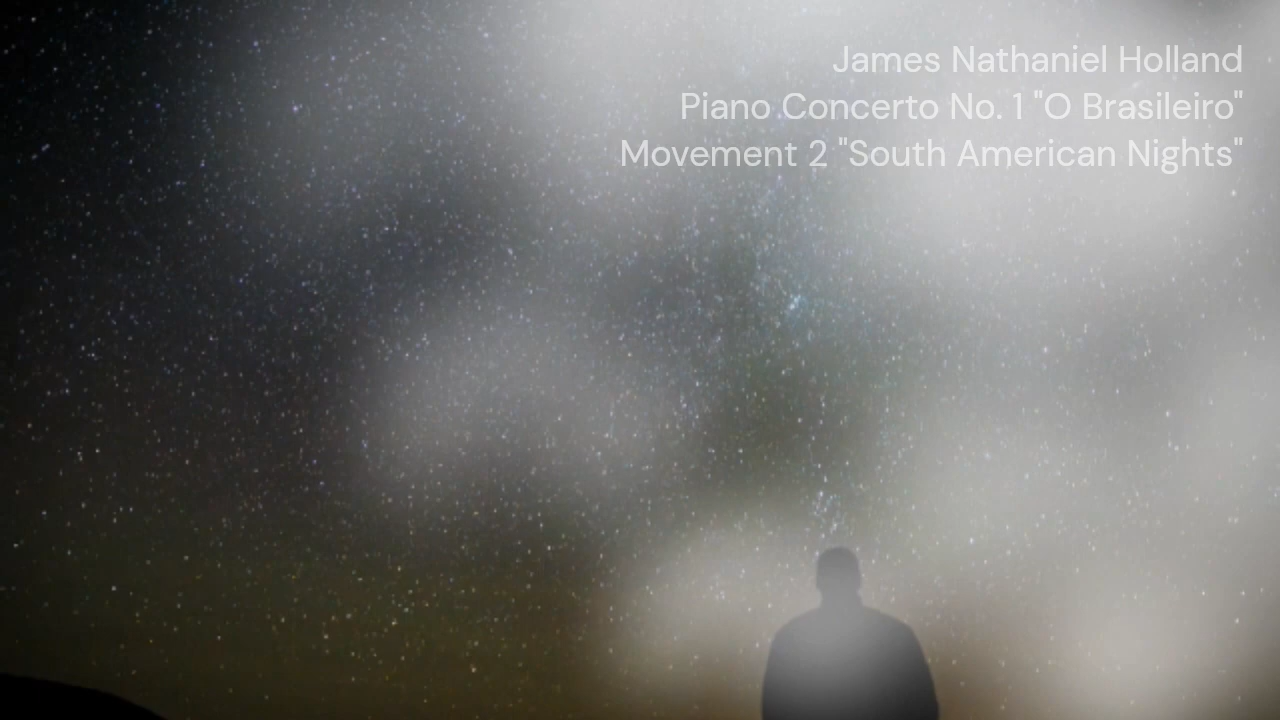 James Nathaniel Holland
Piano Concerto No. 1 "O Brasileiro"
Movement 2 "South American Nights"